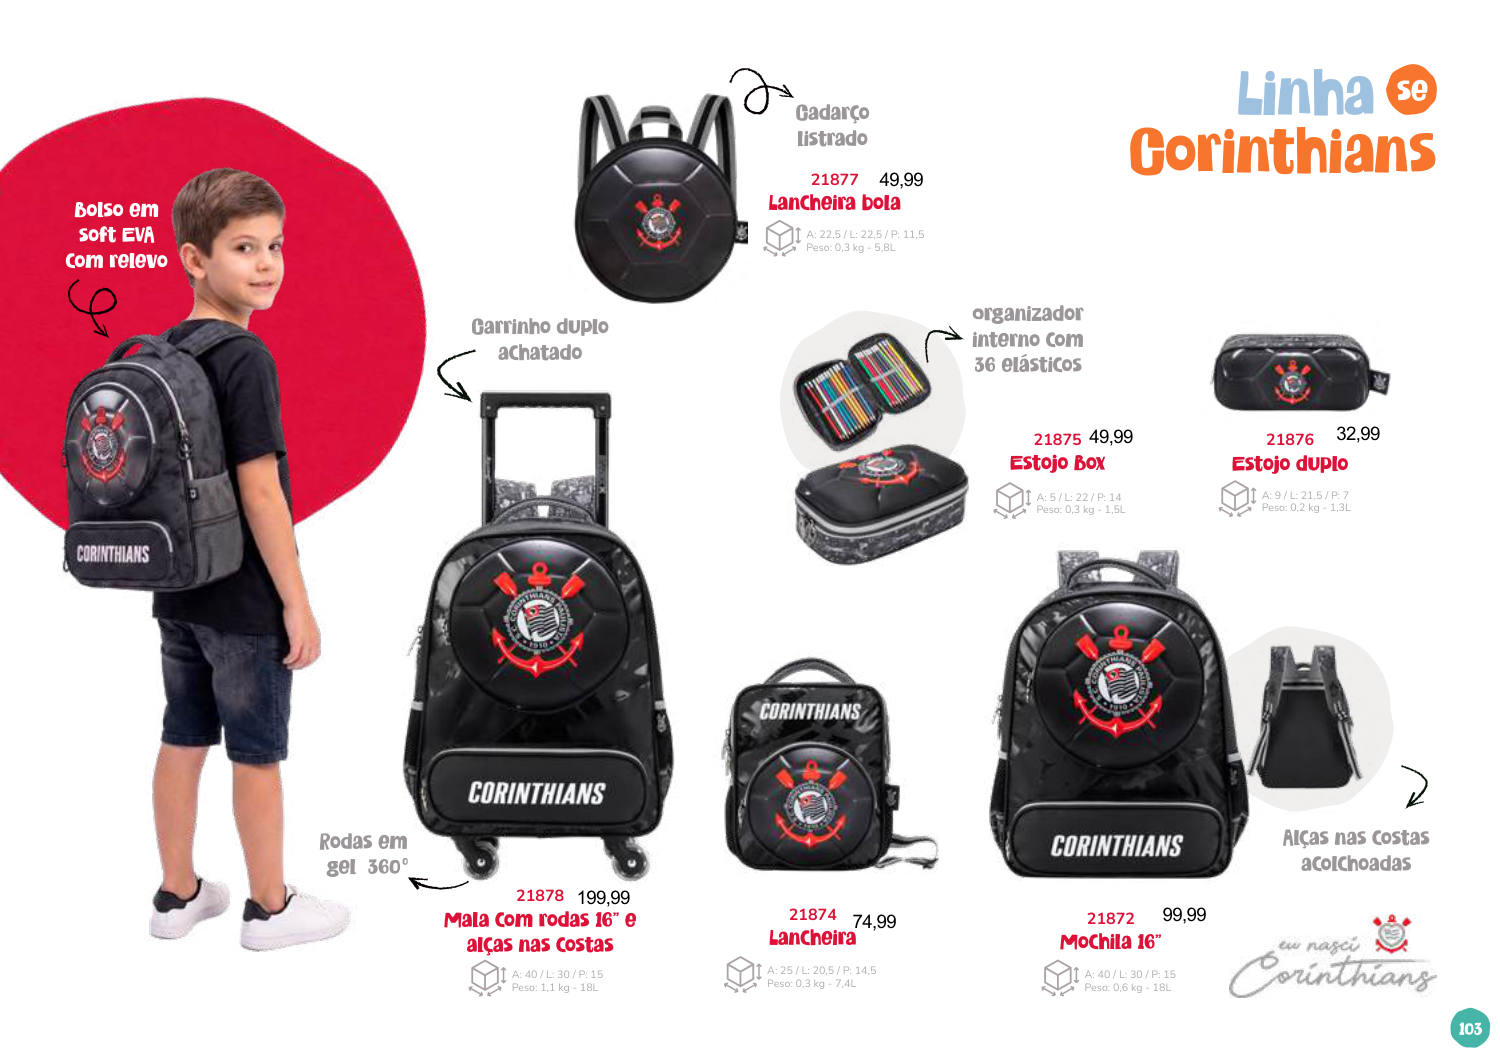 Linha se
Corinthians
Cadarço
listrado
21877 49,99
Lancheira bola
A: 22,5 / L: 22,5 / P: 11,5
Peso: 0,3 kg - 5,8L
Bolso em
soft EVA
com relevo
CORINTHIANS
Carrinho duplo
achatado
organizador
interno com
36 elásticos
21875 49,99
Estojo Box
A: 5 / L: 22 / P: 14
Peso: 0,3 kg - 1,5L
21876 32,99
Estojo duplo
A: 9 / L: 21,5 / P: 7
Peso: 0,2 kg - 1,3L
S.C. CORINTHIANS PAULISTA
1910
CORINTHIANS
Rodas em
gel 360°
21878 199,99
Mala com rodas 16" e
alças nas costas
A: 40 / L: 30 / P: 15
Peso: 1,1 kg - 18L
CORINTHIANS
21874 74,99
Lancheira
A: 25 / L: 20,5 / P: 14,5
Peso: 0,3 kg - 7,4L
S.C. CORINTHIANS PAULISTA
1910
CORINTHIANS
21872 99,99
Mochila 16"
A: 40 / L: 30 / P: 15
Peso: 0,6 kg - 18L
Alças nas costas
acolchoadas
eu nasci
Corinthians
103